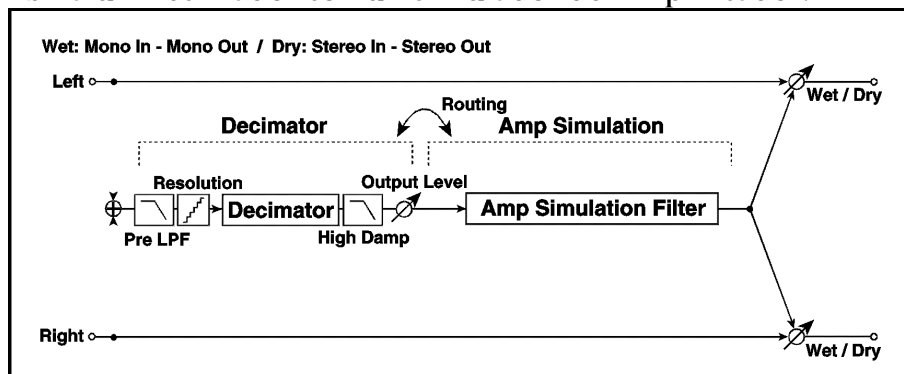 Wet: Mono In - Mono Out / Dry: Stereo In - Stereo Out
Left
Wet / Dry
Routing
Decimator
Amp Simulation
Resolution
Output Level
Decimator
Amp Simulation Filter
Pre LPF
High Damp
Right
Wet / Dry